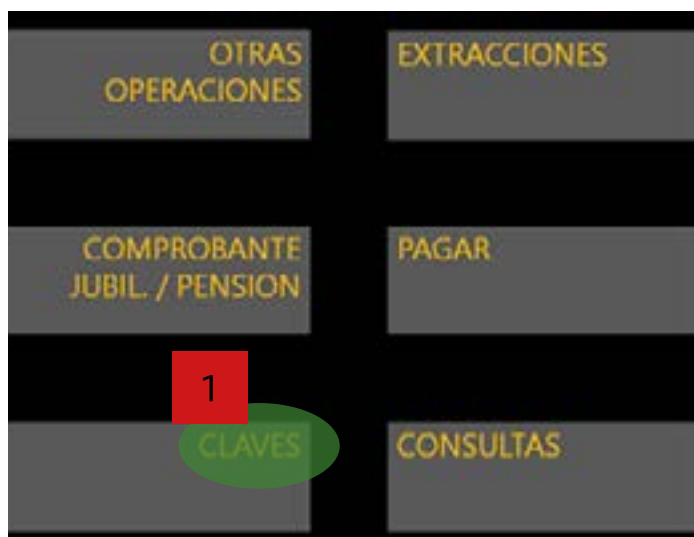 OTRAS
OPERACIONES
EXTRACCIONES
COMPROBANTE
JUBIL. / PENSION
PAGAR
1
CLAVES
CONSULTAS